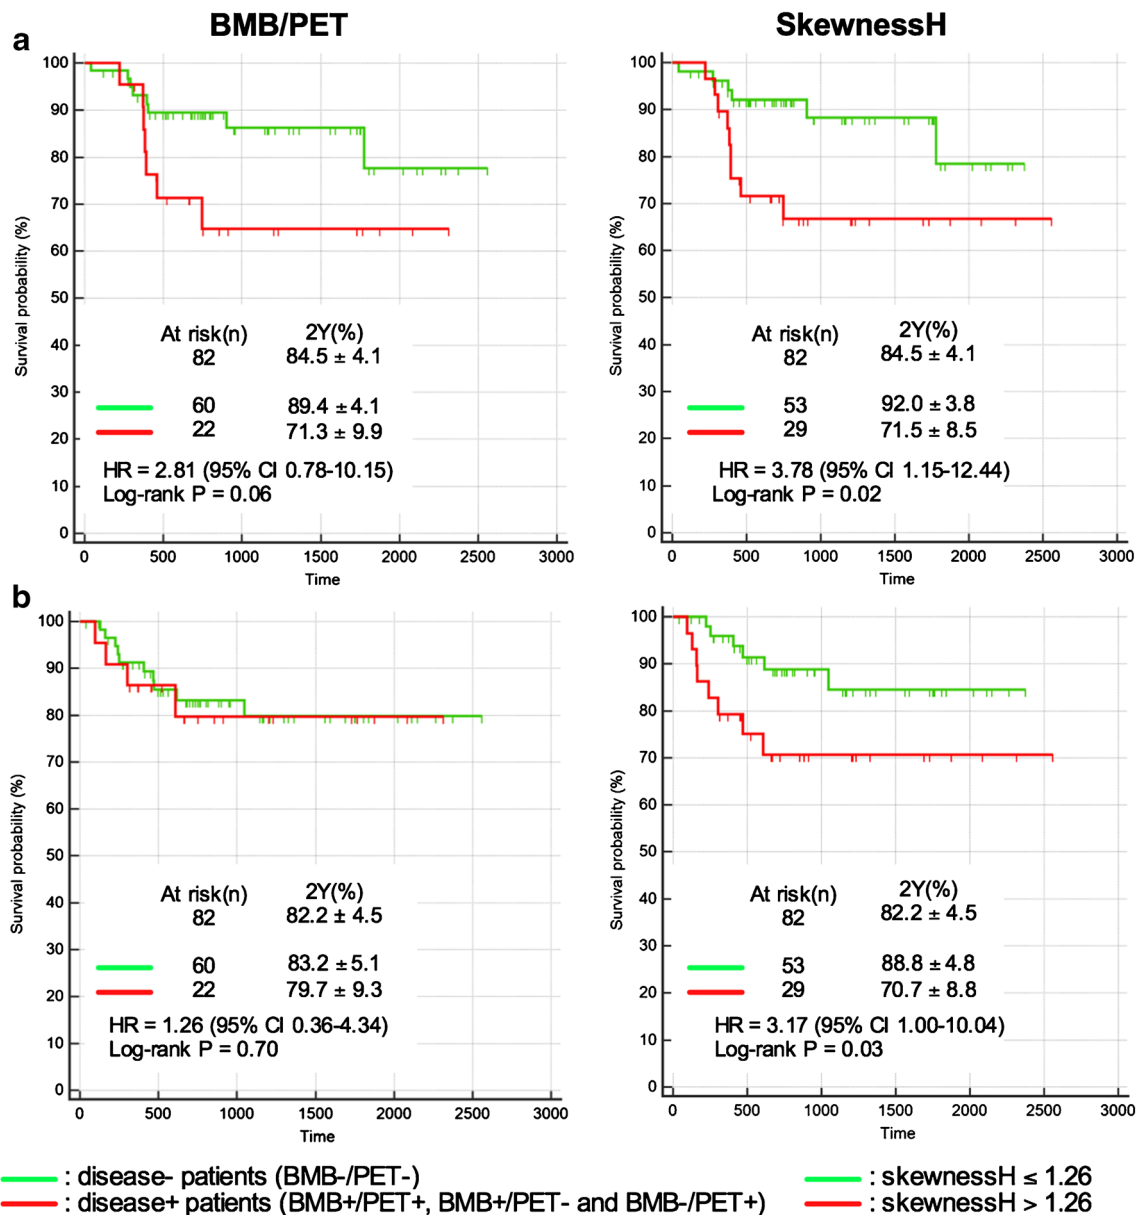 BMB/PET
SkewnessH
a
100
90
80
70
60
50
40
30
20
10
0
Survival probability (%)
At risk(n) 2Y(%)
82 84.5 ± 4.1
60 89.4 ± 4.1
22 71.3 ± 9.9
HR = 2.81 (95% CI 0.78-10.15)
Log-rank P = 0.06
0 500 1000 1500 2000 2500 3000
Time
100
90
80
70
60
50
40
30
20
10
0
Survival probability (%)
At risk(n) 2Y(%)
82 84.5 ± 4.1
53 92.0 ± 3.8
29 71.5 ± 8.5
HR = 3.78 (95% CI 1.15-12.44)
Log-rank P = 0.02
0 500 1000 1500 2000 2500 3000
Time
b
100
90
80
70
60
50
40
30
20
10
0
Survival probability (%)
At risk(n) 2Y(%)
82 82.2 ± 4.5
60 83.2 ± 5.1
22 79.7 ± 9.3
HR = 1.26 (95% CI 0.36-4.34)
Log-rank P = 0.70
0 500 1000 1500 2000 2500 3000
Time
100
90
80
70
60
50
40
30
20
10
0
Survival probability (%)
At risk(n) 2Y(%)
82 82.2 ± 4.5
53 88.8 ± 4.8
29 70.7 ± 8.8
HR = 3.17 (95% CI 1.00-10.04)
Log-rank P = 0.03
0 500 1000 1500 2000 2500 3000
Time
: disease- patients (BMB-/PET-)
: disease+ patients (BMB+/PET+, BMB+/PET- and BMB-/PET+)
: skewnessH ≤ 1.26
: skewnessH > 1.26